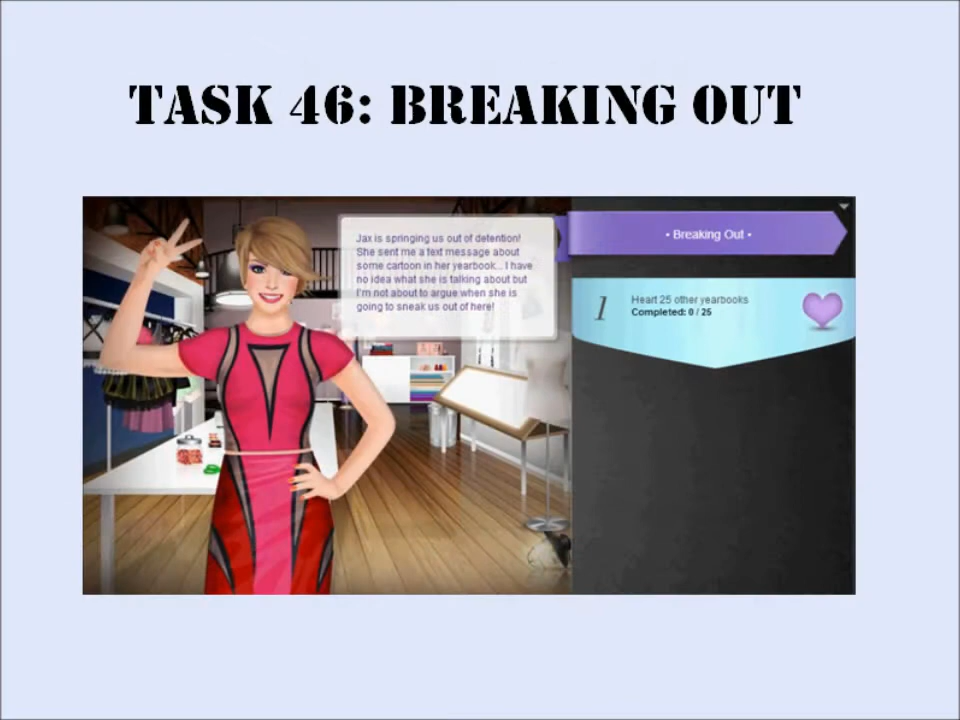 TASK 46: BREAKING OUT
Jax is springing us out of detention!
She sent me a text message about
some cartoon in her yearbook... I have
no idea what she is talking about but
I'm not about to argue when she is
going to sneak us out of here!
• Breaking Out •
1
Heart 25 other yearbooks
Completed: 0 / 25